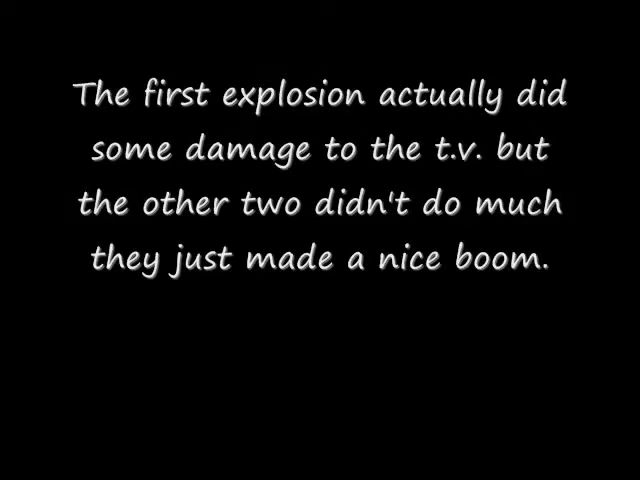 The first explosion actually did
some damage to the t.v. but
the other two didn't do much
they just made a nice boom.